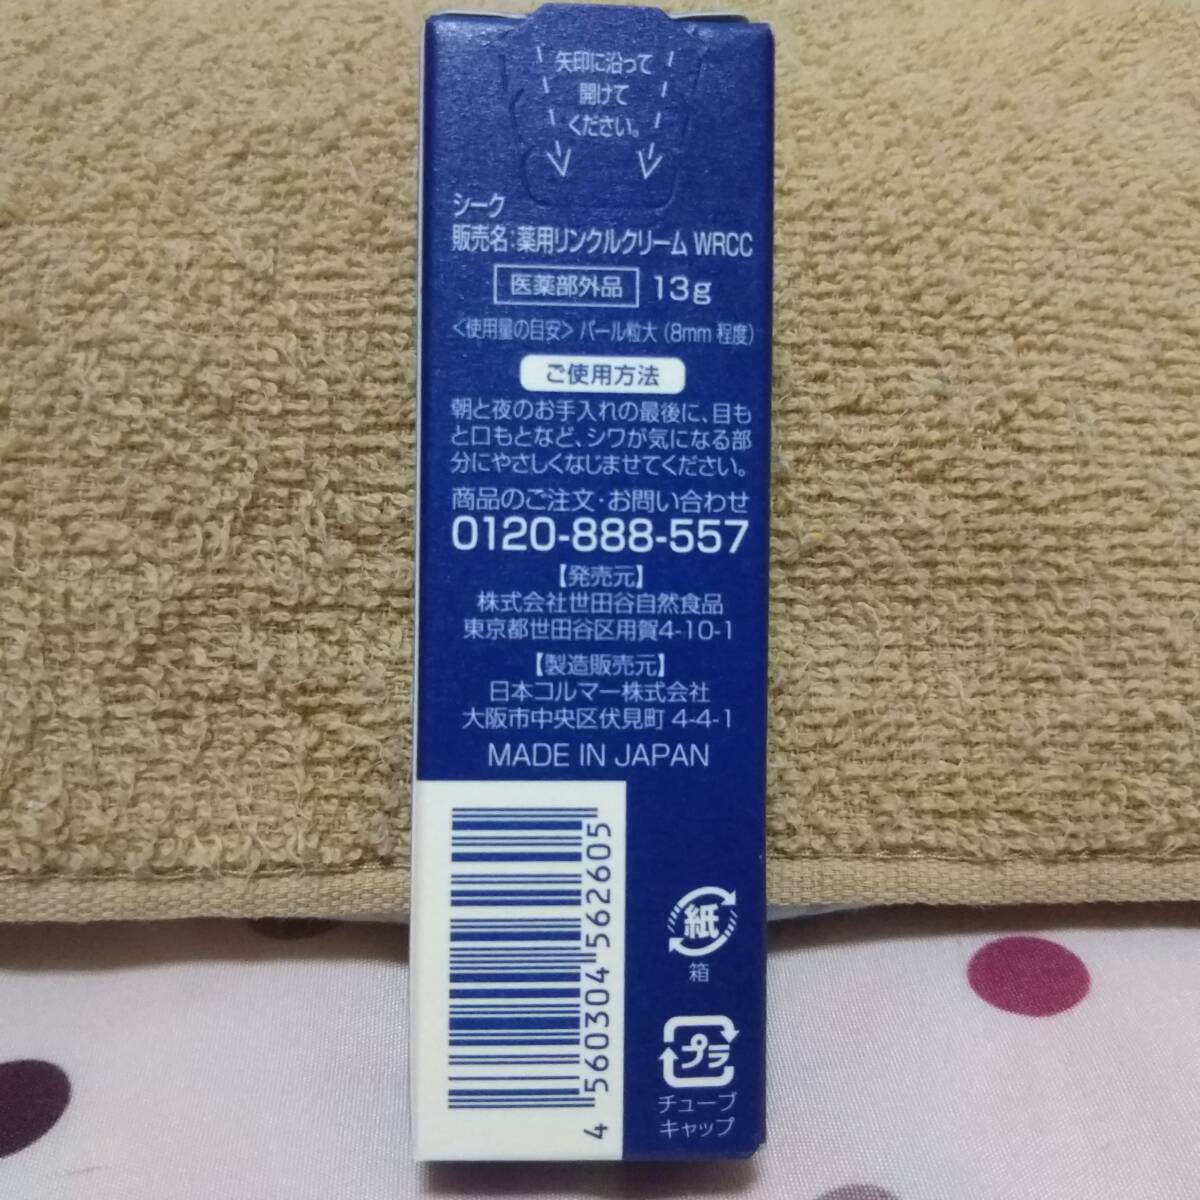 矢印に沿って
開けて
ください。
シーク
販売名:薬用リンクルクリーム WRCC
医薬部外品 13g
<使用量の目安> パール粒大(8mm 程度)
ご使用方法
朝と夜のお手入れの最後に、目も
と口もとなど、シワが気になる部
分にやさしくなじませてください。
商品のご注文・お問い合わせ
0120-888-557
【発売元】
株式会社世田谷自然食品
東京都世田谷区用賀4-10-1
【製造販売元】
日本コルマー株式会社
大阪市中央区伏見町 4-4-1
MADE IN JAPAN
4 560304 562605
紙
箱
プラ
チューブ
キャップ